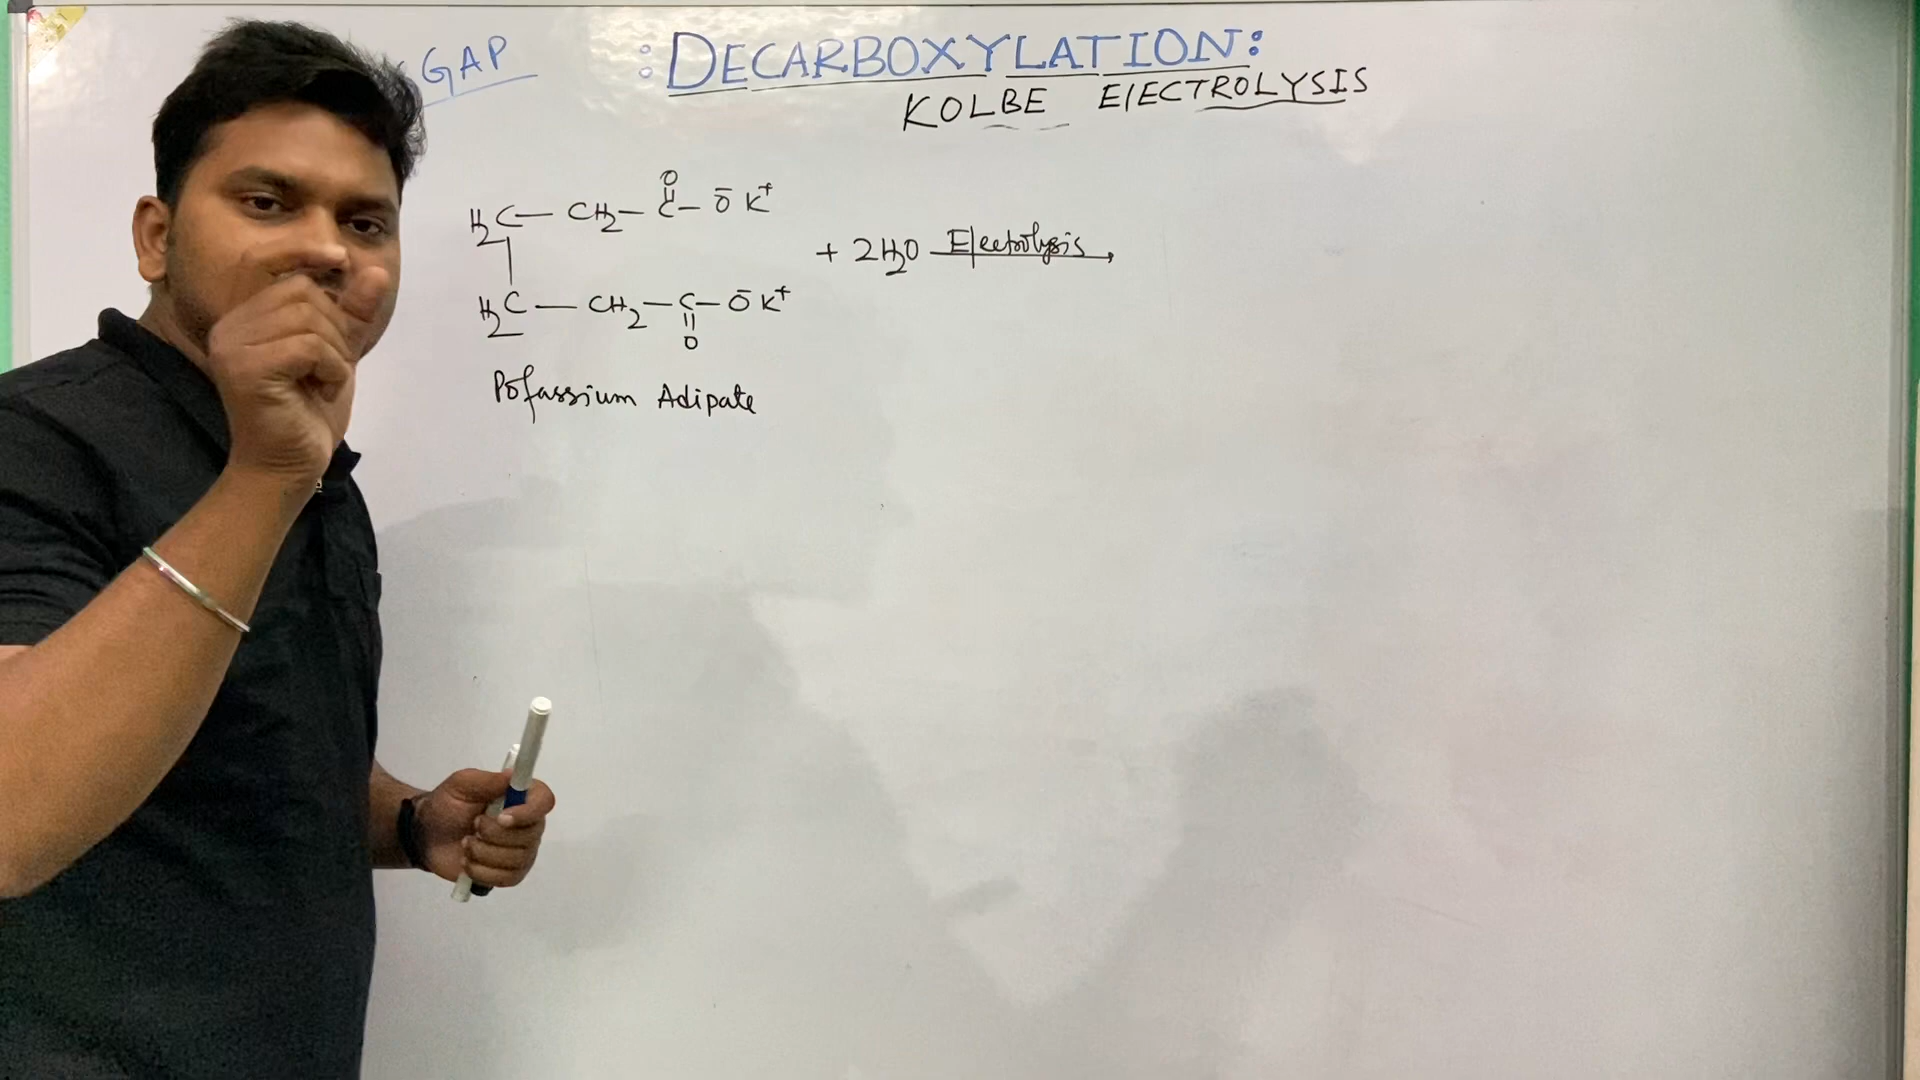 GAP
:DECARBOXYLATION:
KOLBE ElECTROLYSIS
O
H2C — CH2 — C — Ō K+
+ 2H2O Electrolysis
H2C — CH2 — C — Ō K+
O
Potassium Adipate